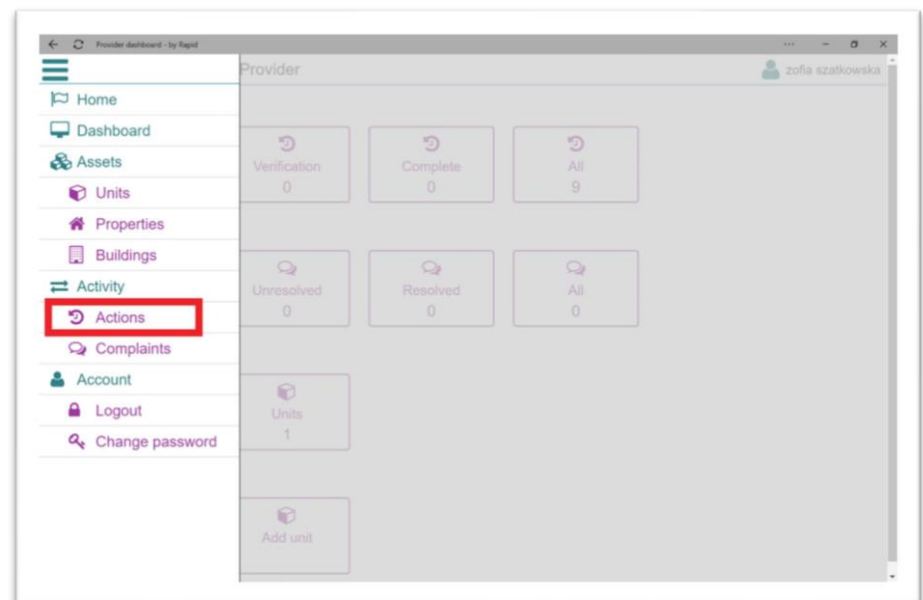 Provider dashboard - by Rapid
Provider
zofia szatkowska
Home
Dashboard
Assets
Units
Properties
Buildings
Activity
Actions
Complaints
Account
Logout
Change password
Verification
0
Complete
0
All
9
Unresolved
0
Resolved
0
All
0
Units
1
Add unit